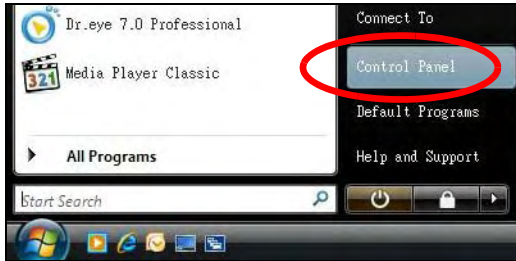 Dr.eye 7.0 Professional
Connect To
321
Media Player Classic
Control Panel
Default Programs
All Programs
Help and Support
Start Search